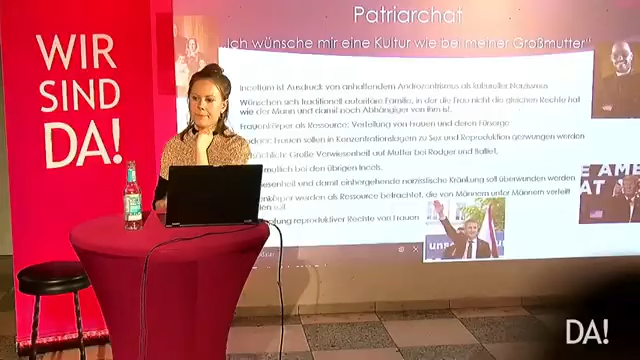 WIR
SIND
DA!
Patriarchat
„Ich wünsche mir eine Kultur wie bei meiner Großmutter“
Inceltum ist Ausdruck von anhaltendem Androzentrismus als kultureller Narzissmus
Wünschen sich traditionell autoritäre Familie, in der die Frau nicht die gleichen Rechte hat
wie der Mann und damit noch Abhängiger von ihm ist.
Frauenkörper als Ressource: Verteilung von Frauen und deren Fürsorge
Frauen sollen in Konzentrationslagern zu Sex und Reproduktion gezwungen werden
Große Verwiesenheit auf Mutter bei Rodger und Balliet,
bei den übrigen Incels.
und damit einhergehende narzisstische Kränkung soll überwunden werden
werden als Ressource betrachtet, die von Männern unter Männern verteilt
soll.
reproduktiver Rechte von Frauen
AME
AT
DA!